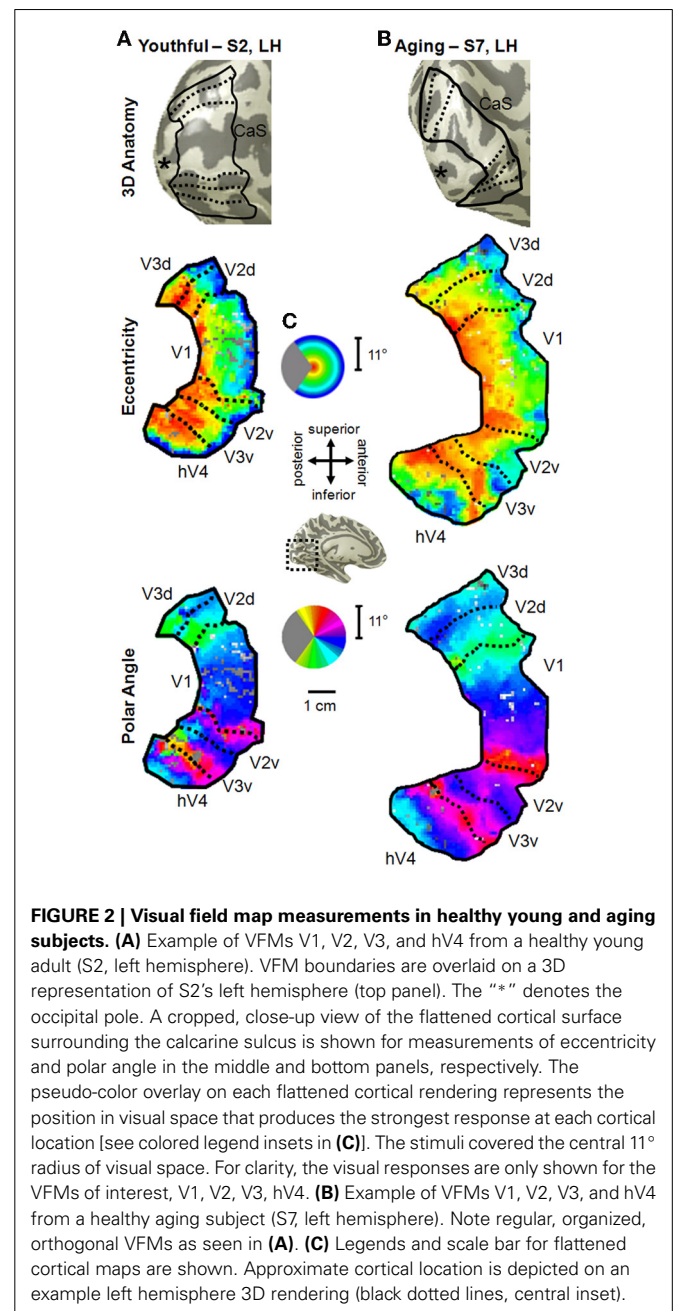 A Youthful – S2, LH
B Aging – S7, LH
3D Anatomy
CaS
*
CaS
*
Eccentricity
V3d
V2d
V1
V2v
V3v
hV4
C
11°
superior
posterior
anterior
inferior
V3d
V2d
V1
V2v
V3v
hV4
Polar Angle
V3d
V2d
V1
V2v
V3v
hV4
11°
1 cm
V3d
V2d
V1
V2v
V3v
hV4
FIGURE 2 | Visual field map measurements in healthy young and aging
subjects. (A) Example of VFMs V1, V2, V3, and hV4 from a healthy young
adult (S2, left hemisphere). VFM boundaries are overlaid on a 3D
representation of S2's left hemisphere (top panel). The "*" denotes the
occipital pole. A cropped, close-up view of the flattened cortical surface
surrounding the calcarine sulcus is shown for measurements of eccentricity
and polar angle in the middle and bottom panels, respectively. The
pseudo-color overlay on each flattened cortical rendering represents the
position in visual space that produces the strongest response at each cortical
location [see colored legend insets in (C)]. The stimuli covered the central 11°
radius of visual space. For clarity, the visual responses are only shown for the
VFMs of interest, V1, V2, V3, hV4. (B) Example of VFMs V1, V2, V3, and hV4
from a healthy aging subject (S7, left hemisphere). Note regular, organized,
orthogonal VFMs as seen in (A). (C) Legends and scale bar for flattened
cortical maps are shown. Approximate cortical location is depicted on an
example left hemisphere 3D rendering (black dotted lines, central inset).